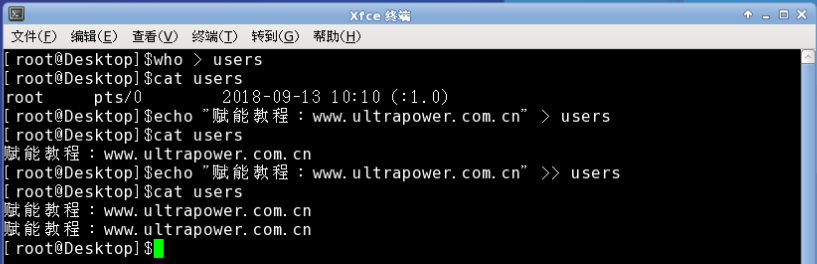 Xfce 终端
文件(F) 编辑(E) 查看(V) 终端(T) 转到(G) 帮助(H)
[root@Desktop]$who > users
[root@Desktop]$cat users
root     pts/0        2018-09-13 10:10 (:1.0)
[root@Desktop]$echo "赋能教程：www.ultrapower.com.cn" > users
[root@Desktop]$cat users
赋能教程：www.ultrapower.com.cn
[root@Desktop]$echo "赋能教程：www.ultrapower.com.cn" >> users
[root@Desktop]$cat users
赋能教程：www.ultrapower.com.cn
赋能教程：www.ultrapower.com.cn
[root@Desktop]$